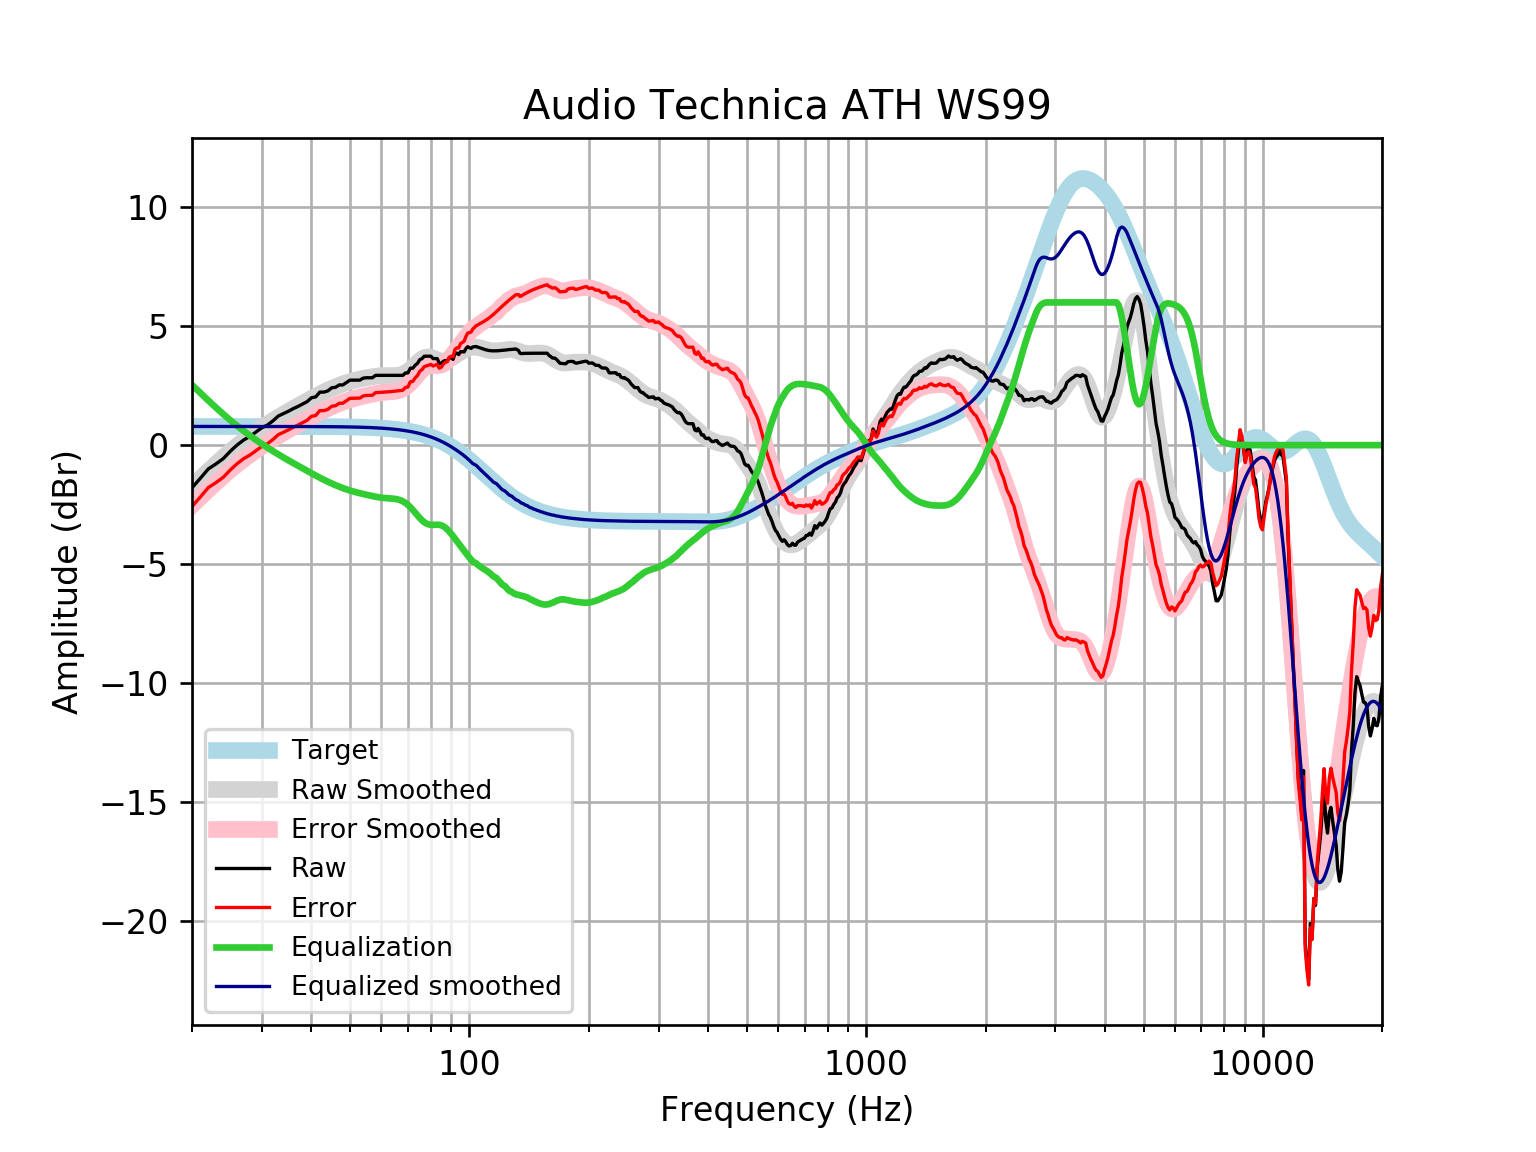 Audio Technica ATH WS99
Amplitude (dBr)
10
5
0
−5
−10
−15
−20
Target
Raw Smoothed
Error Smoothed
Raw
Error
Equalization
Equalized smoothed
100 1000 10000
Frequency (Hz)